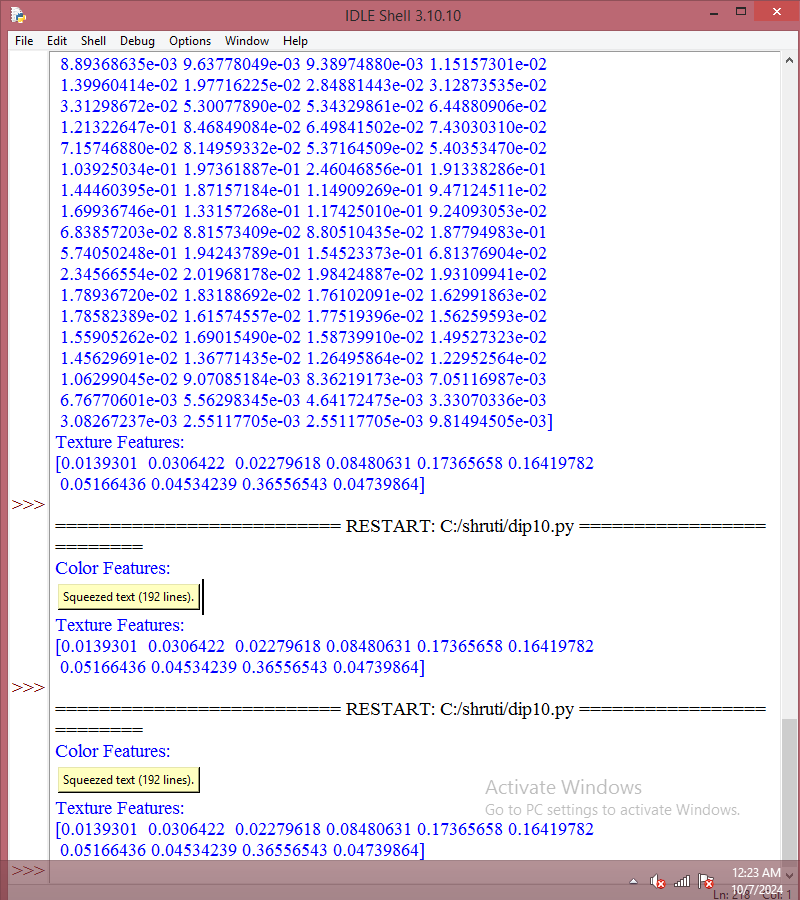 IDLE Shell 3.10.10
File Edit Shell Debug Options Window Help
8.89368635e-03 9.63778049e-03 9.38974880e-03 1.15157301e-02
1.39960414e-02 1.97716225e-02 2.84881443e-02 3.12873535e-02
3.31298672e-02 5.30077890e-02 5.34329861e-02 6.44880906e-02
1.21322647e-01 8.46849084e-02 6.49841502e-02 7.43030310e-02
7.15746880e-02 8.14959332e-02 5.37164509e-02 5.40353470e-02
1.03925034e-01 1.97361887e-01 2.46046856e-01 1.91338286e-01
1.44460395e-01 1.87157184e-01 1.14909269e-01 9.47124511e-02
1.69936746e-01 1.33157268e-01 1.17425010e-01 9.24093053e-02
6.83857203e-02 8.81573409e-02 8.80510435e-02 1.87794983e-01
5.74050248e-01 1.94243789e-01 1.54523373e-01 6.81376904e-02
2.34566554e-02 2.01968178e-02 1.98424887e-02 1.93109941e-02
1.78936720e-02 1.83188692e-02 1.76102091e-02 1.62991863e-02
1.78582389e-02 1.61574557e-02 1.77519396e-02 1.56259593e-02
1.55905262e-02 1.69015490e-02 1.58739910e-02 1.49527323e-02
1.45629691e-02 1.36771435e-02 1.26495864e-02 1.22952564e-02
1.06299045e-02 9.07085184e-03 8.36219173e-03 7.05116987e-03
6.76770601e-03 5.56298345e-03 4.64172475e-03 3.33070336e-03
3.08267237e-03 2.55117705e-03 2.55117705e-03 9.81494505e-03]
Texture Features:
[0.0139301  0.0306422  0.02279618 0.08480631 0.17365658 0.16419782
0.05166436 0.04534239 0.36556543 0.04739864]
>>>
========================== RESTART: C:/shruti/dip10.py =================
========
Color Features:
Squeezed text (192 lines).
Texture Features:
[0.0139301  0.0306422  0.02279618 0.08480631 0.17365658 0.16419782
0.05166436 0.04534239 0.36556543 0.04739864]
>>>
========================== RESTART: C:/shruti/dip10.py =================
========
Color Features:
Squeezed text (192 lines).
Activate Windows
Go to PC settings to activate Windows.
Texture Features:
[0.0139301  0.0306422  0.02279618 0.08480631 0.17365658 0.16419782
0.05166436 0.04534239 0.36556543 0.04739864]
>>>
12:23 AM
10/7/2024
Ln: 218 Col: 1